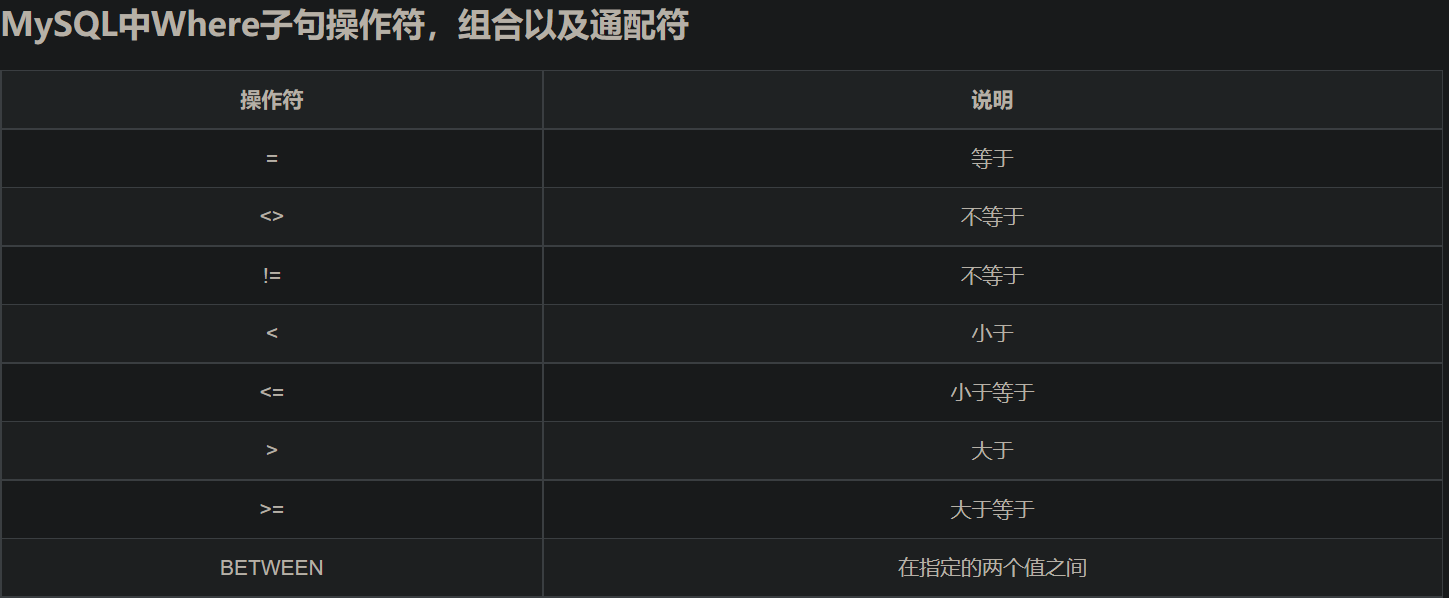 MySQL中Where子句操作符，组合以及通配符
操作符 说明
= 等于
<> 不等于
!= 不等于
< 小于
<= 小于等于
> 大于
>= 大于等于
BETWEEN 在指定的两个值之间